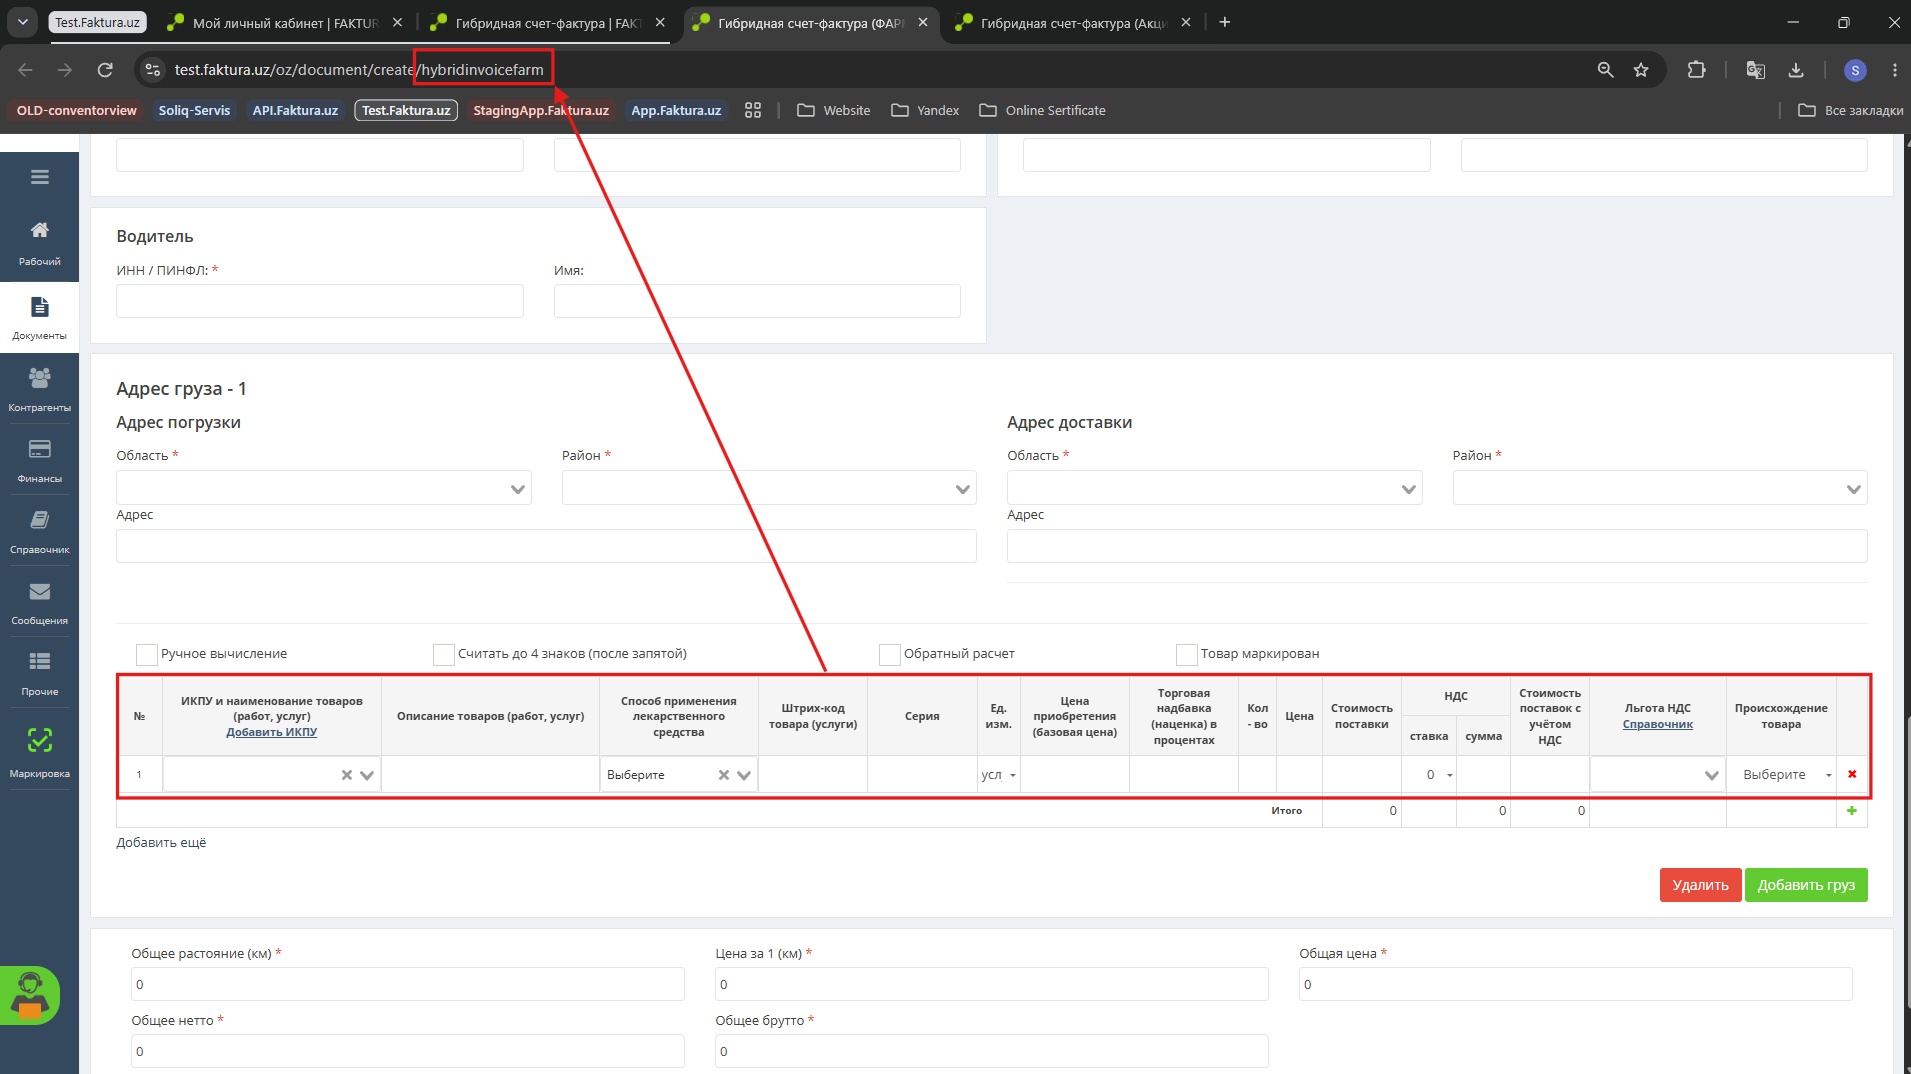 Test.Faktura.uz
Мой личный кабинет | FAKTUR
Гибридная счет-фактура | FAKT
Гибридная счет-фактура (ФАРМ
Гибридная счет-фактура (Акци
test.faktura.uz/oz/document/create/hybridinvoicefarm
S
OLD-conventorview
Soliq-Servis
API.Faktura.uz
Test.Faktura.uz
StagingApp.Faktura.uz
App.Faktura.uz
Website
Yandex
Online Sertificate
Все закладки
Рабочий
Документы
Контрагенты
Финансы
Справочник
Сообщения
Прочие
Маркировка
Водитель
ИНН / ПИНФЛ: *
Имя:
Адрес груза - 1
Адрес погрузки
Адрес доставки
Область *
Район *
Область *
Район *
Адрес
Адрес
Ручное вычисление
Считать до 4 знаков (после запятой)
Обратный расчет
Товар маркирован
№
ИКПУ и наименование товаров (работ, услуг)
Добавить ИКПУ
Описание товаров (работ, услуг)
Способ применения лекарственного средства
Штрих-код товара (услуги)
Серия
Ед. изм.
Цена приобретения (базовая цена)
Торговая надбавка (наценка) в процентах
Кол - во
Цена
Стоимость поставки
НДС
ставка
сумма
Стоимость поставок с учётом НДС
Льгота НДС
Справочник
Происхождение товара
1
Выберите
усл
0
Выберите
Итого
0
0
0
Добавить ещё
Удалить
Добавить груз
Общее растояние (км) *
Цена за 1 (км) *
Общая цена *
0
0
0
Общее нетто *
Общее брутто *
0
0